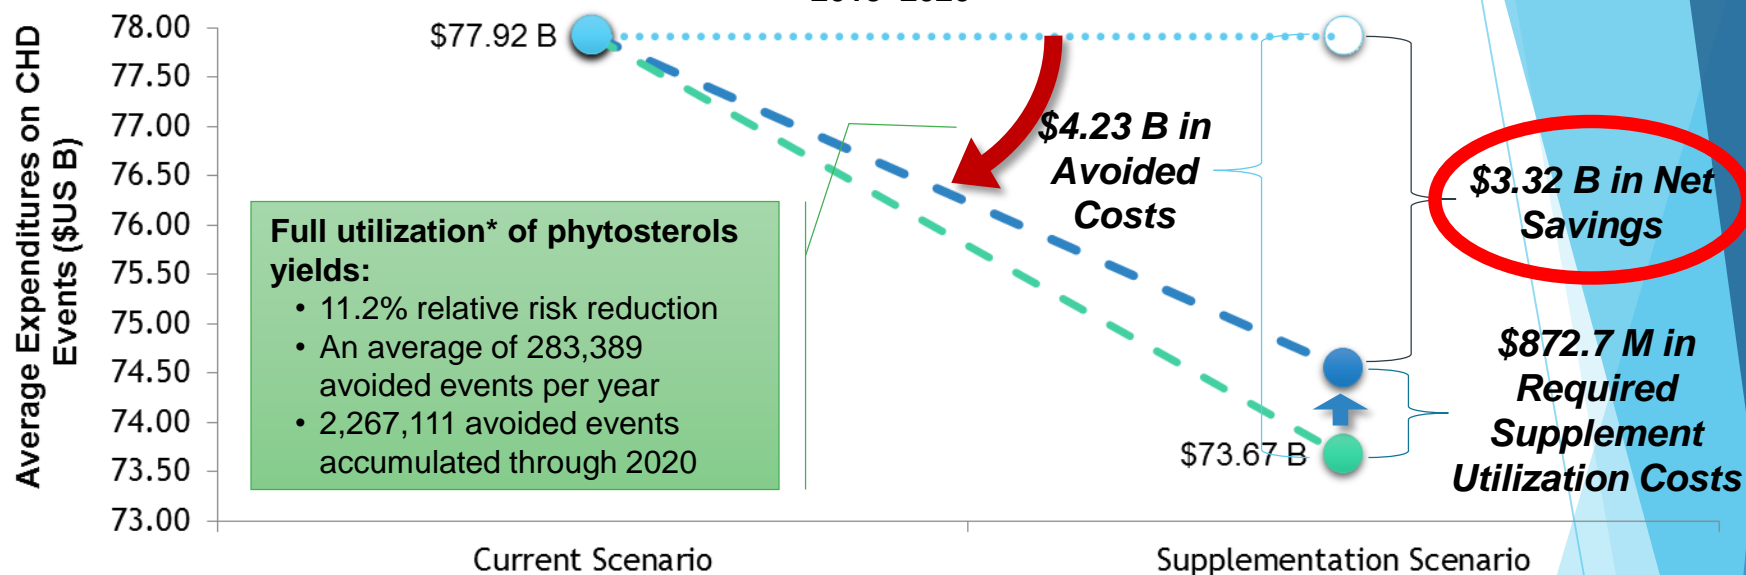 Average Expenditures on CHD
Events ($US B)
78.00
77.50
77.00
76.50
76.00
75.50
75.00
74.50
74.00
73.50
73.00
$77.92 B
$4.23 B in
Avoided
Costs
$3.32 B in Net
Savings
Full utilization* of phytosterols
yields:
• 11.2% relative risk reduction
• An average of 283,389
avoided events per year
• 2,267,111 avoided events
accumulated through 2020
$73.67 B
$872.7 M in
Required
Supplement
Utilization Costs
Current Scenario
Supplementation Scenario